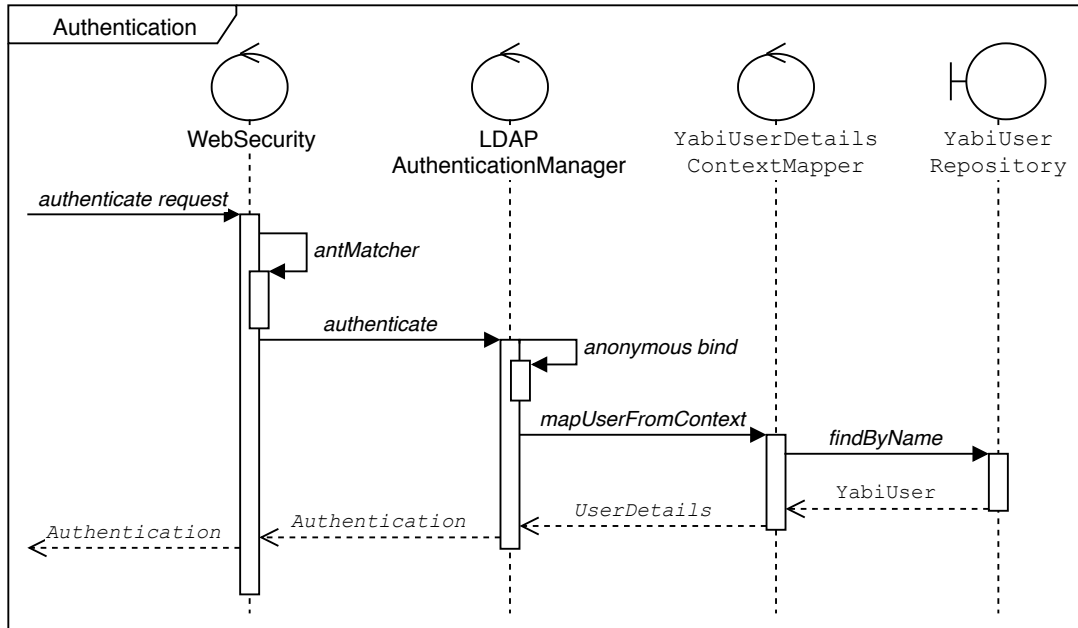 Authentication
WebSecurity
LDAP
AuthenticationManager
YabiUserDetails
ContextMapper
YabiUser
Repository
authenticate request
antMatcher
authenticate
anonymous bind
mapUserFromContext
findByName
YabiUser
UserDetails
Authentication
Authentication